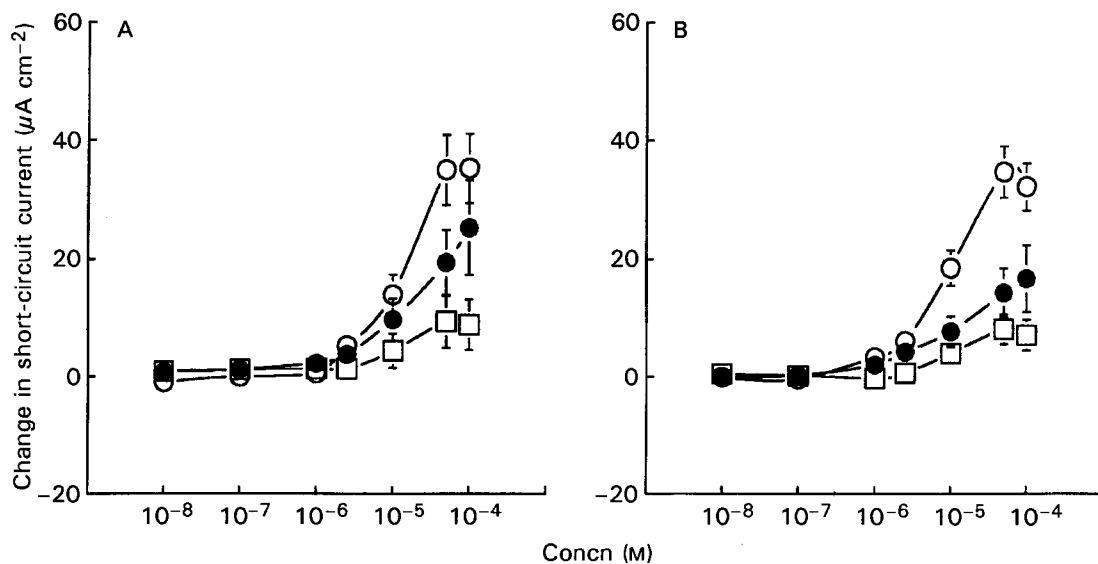 Change in short-circuit current (μA cm⁻²)
A
60
40
20
0
−20
10⁻⁸ 10⁻⁷ 10⁻⁶ 10⁻⁵ 10⁻⁴
B
60
40
20
0
−20
10⁻⁸ 10⁻⁷ 10⁻⁶ 10⁻⁵ 10⁻⁴
Concn (M)